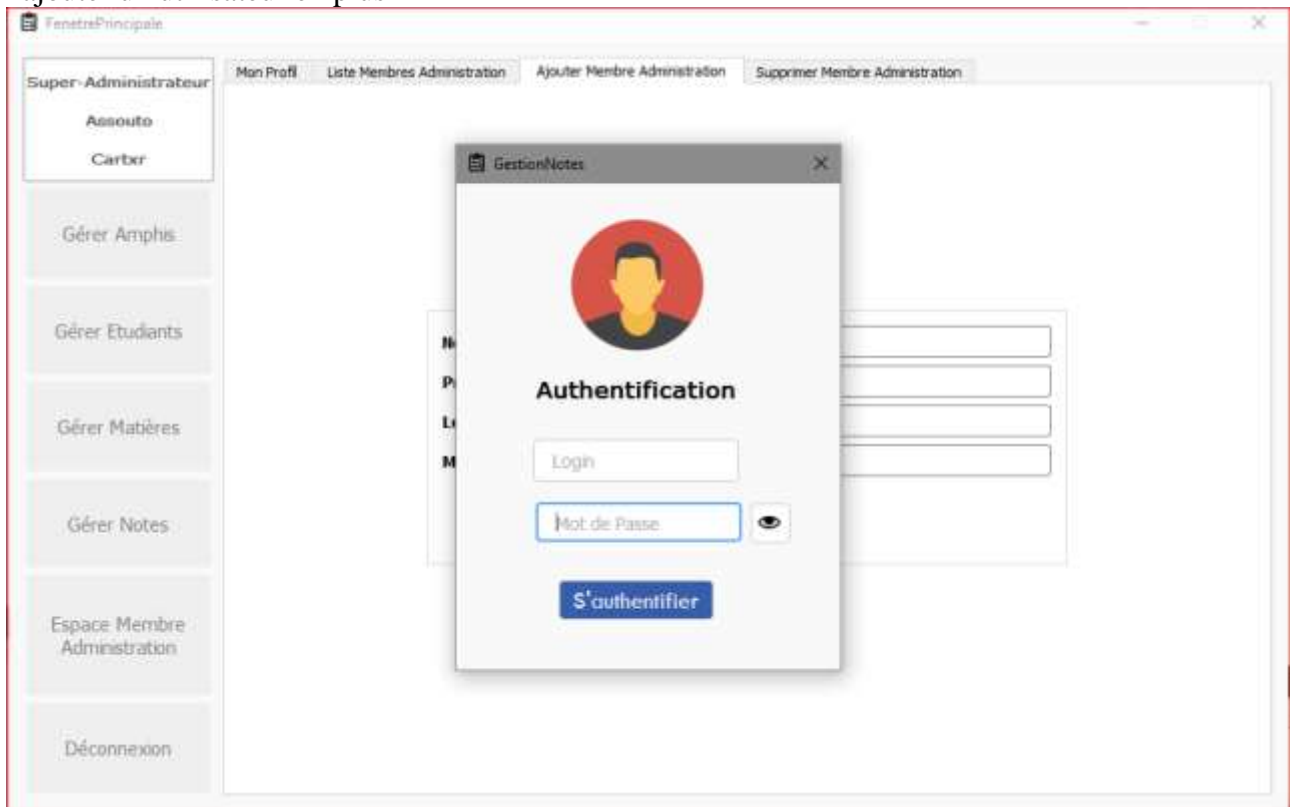 FenetrePrincipale
Super-Administrateur
Assouto
Cartxr
Mon Profil
Liste Membres Administration
Ajouter Membre Administration
Supprimer Membre Administration
Gérer Amphis
Gérer Etudiants
Gérer Matières
Gérer Notes
Espace Membre
Administration
Déconnexion
GestionNotes
Authentification
Login
Mot de Passe
S'authentifier